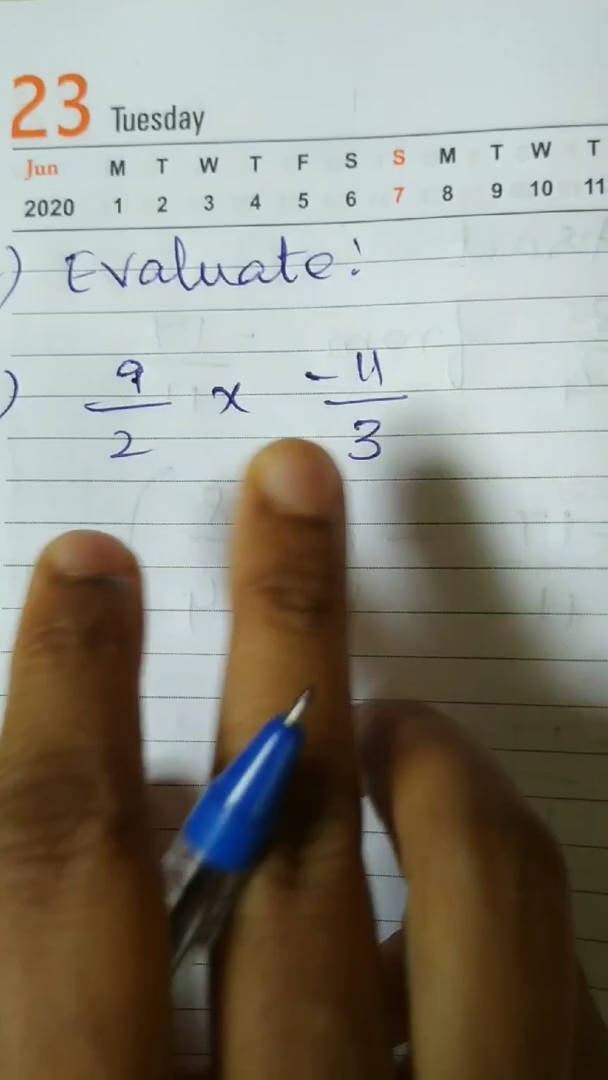 23 Tuesday
Jun M T W T F S S M T W T
2020 1 2 3 4 5 6 7 8 9 10 11
) Evaluate:
) 9/2 x -11/3